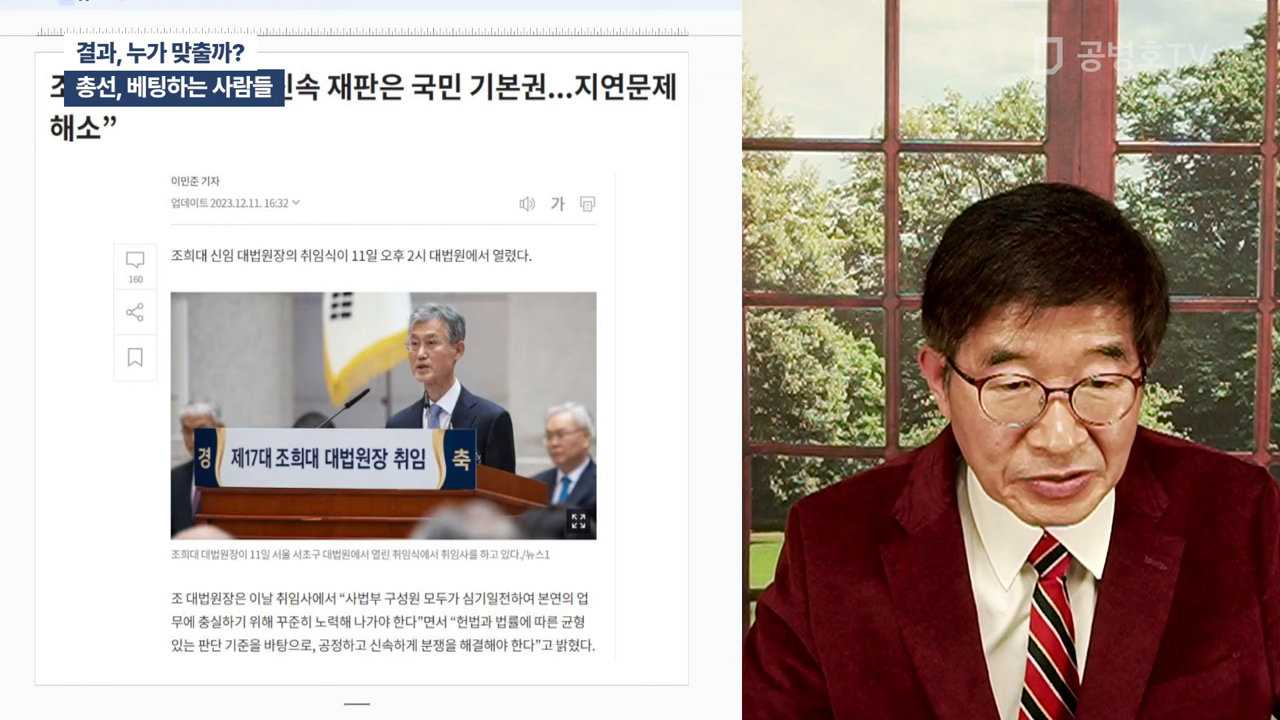 결과, 누가 맞출까?
총선, 베팅하는 사람들
재판은 국민 기본권...지연문제
해소”
이민준 기자
업데이트 2023.12.11. 16:32
가
160
조희대 신임 대법원장의 취임식이 11일 오후 2시 대법원에서 열렸다.
경 제17대 조희대 대법원장 취임 축
조희대 대법원장이 11일 서울 서초구 대법원에서 열린 취임식에서 취임사를 하고 있다./뉴스1
조 대법원장은 이날 취임사에서 “사법부 구성원 모두가 심기일전하여 본연의 업
무에 충실하기 위해 꾸준히 노력해 나가야 한다”면서 “헌법과 법률에 따른 균형
있는 판단 기준을 바탕으로, 공정하고 신속하게 분쟁을 해결해야 한다”고 밝혔다.
공병호TV